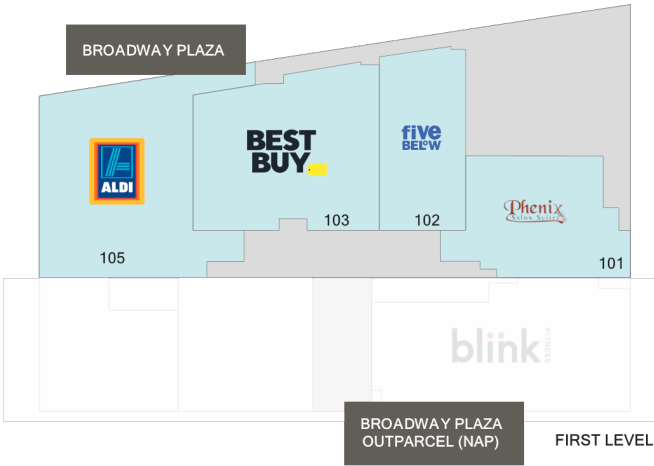 BROADWAY PLAZA
ALDI
BEST
BUY
five
BELOW
Phenix
Salon Suites
105
103
102
101
blink
FITNESS
BROADWAY PLAZA
OUTPARCEL (NAP)
FIRST LEVEL